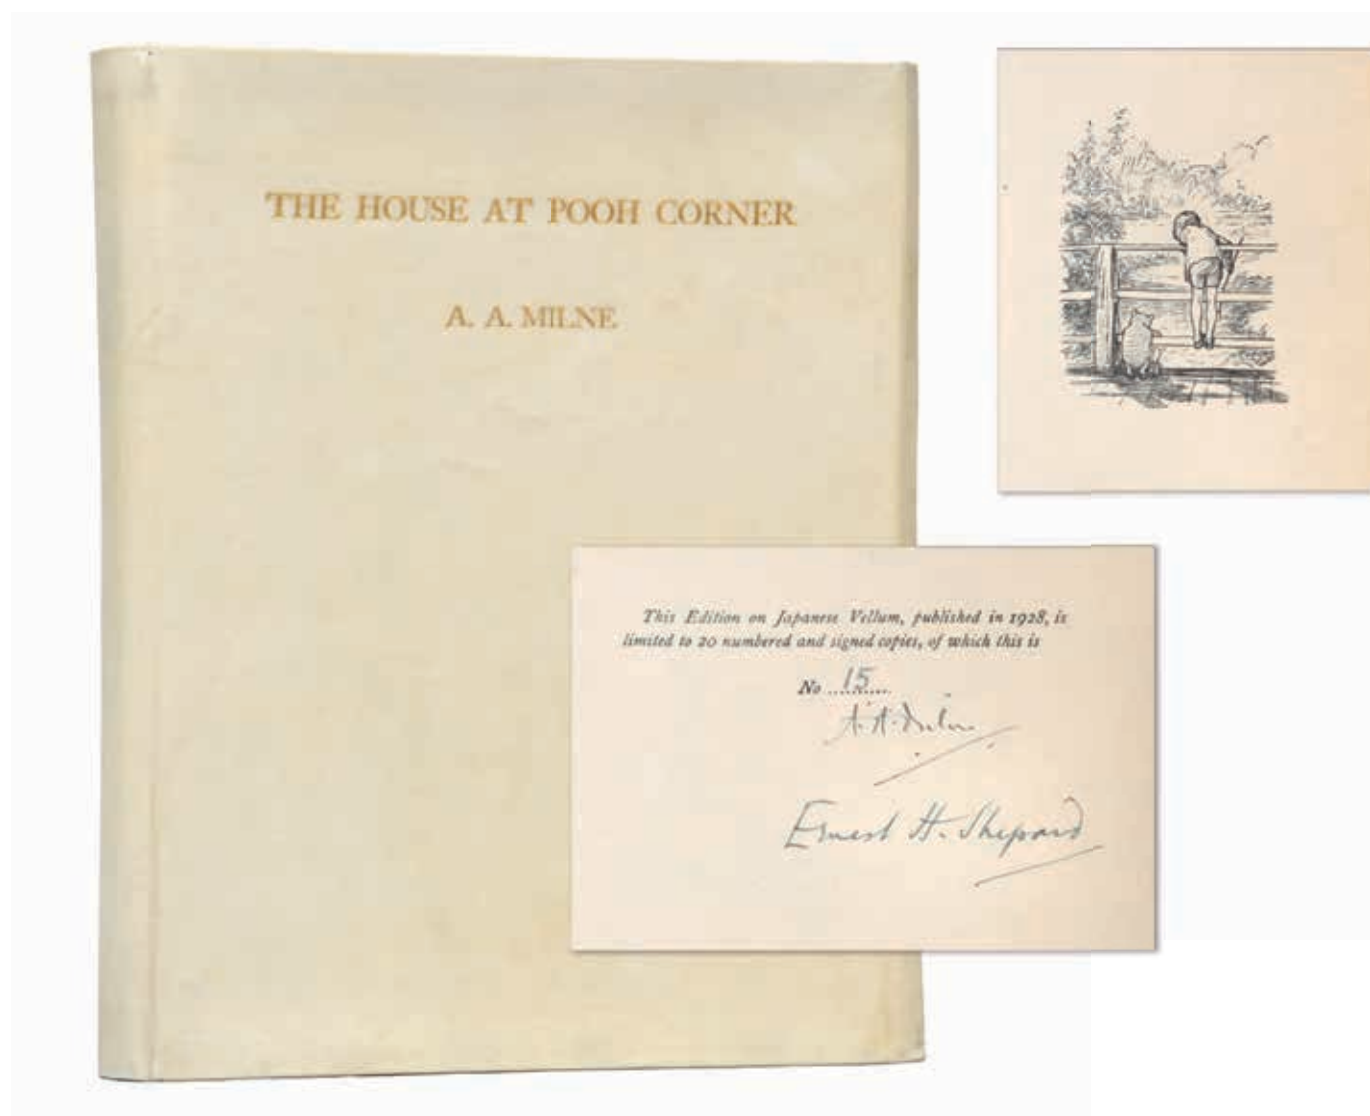 THE HOUSE AT POOH CORNER
A. A. MILNE
This Edition on Japanese Vellum, published in 1928, is
limited to 20 numbered and signed copies, of which this is
No 15
A. A. Milne
Ernest H. Shepard